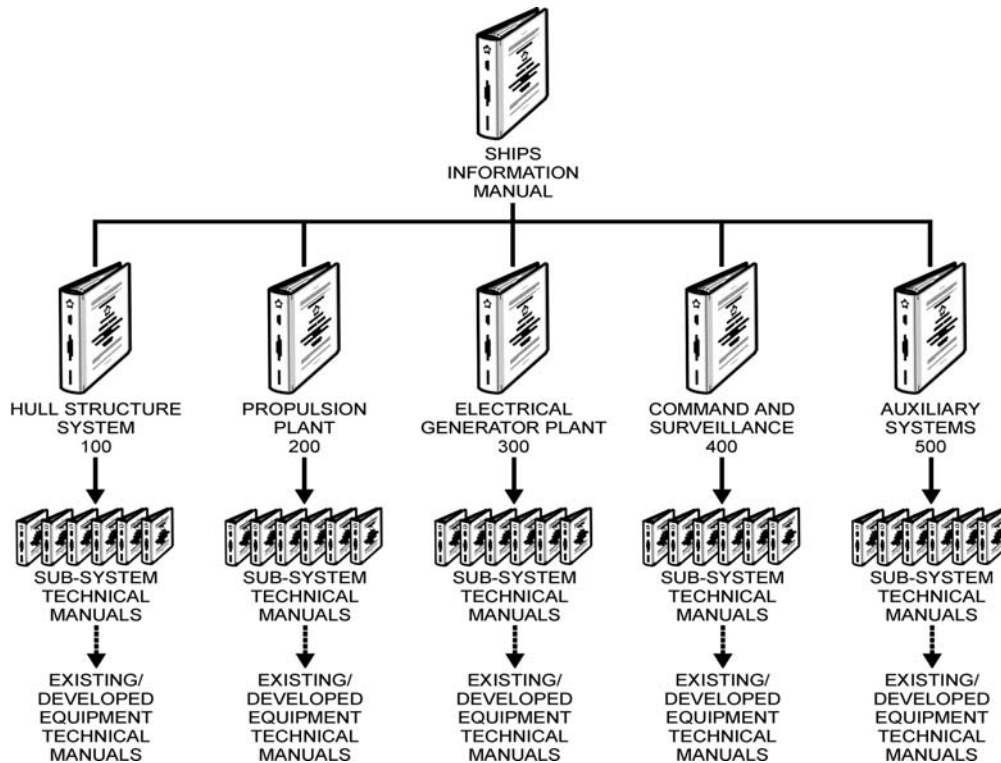 SHIPS
INFORMATION
MANUAL
HULL STRUCTURE
SYSTEM
100
PROPULSION
PLANT
200
ELECTRICAL
GENERATOR PLANT
300
COMMAND AND
SURVEILLANCE
400
AUXILIARY
SYSTEMS
500
SUB-SYSTEM
TECHNICAL
MANUALS
SUB-SYSTEM
TECHNICAL
MANUALS
SUB-SYSTEM
TECHNICAL
MANUALS
SUB-SYSTEM
TECHNICAL
MANUALS
SUB-SYSTEM
TECHNICAL
MANUALS
EXISTING/
DEVELOPED
EQUIPMENT
TECHNICAL
MANUALS
EXISTING/
DEVELOPED
EQUIPMENT
TECHNICAL
MANUALS
EXISTING/
DEVELOPED
EQUIPMENT
TECHNICAL
MANUALS
EXISTING/
DEVELOPED
EQUIPMENT
TECHNICAL
MANUALS
EXISTING/
DEVELOPED
EQUIPMENT
TECHNICAL
MANUALS